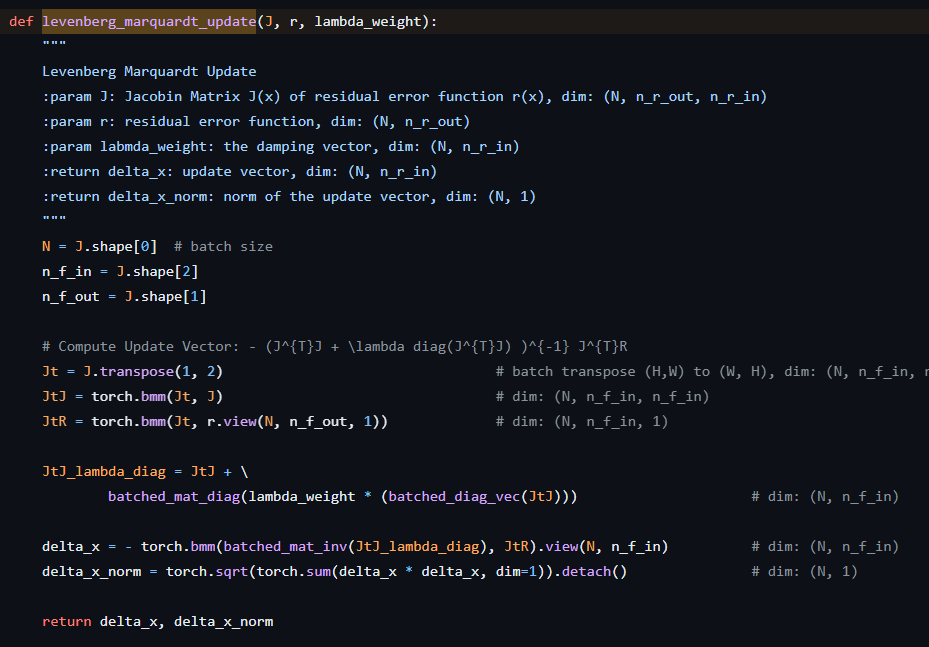 def levenberg_marquardt_update(J, r, lambda_weight):
    """
    Levenberg Marquardt Update
    :param J: Jacobin Matrix J(x) of residual error function r(x), dim: (N, n_r_out, n_r_in)
    :param r: residual error function, dim: (N, n_r_out)
    :param labmda_weight: the damping vector, dim: (N, n_r_in)
    :return delta_x: update vector, dim: (N, n_r_in)
    :return delta_x_norm: norm of the update vector, dim: (N, 1)
    """
    N = J.shape[0]  # batch size
    n_f_in = J.shape[2]
    n_f_out = J.shape[1]

    # Compute Update Vector: - (J^{T}J + \lambda diag(J^{T}J) )^{-1} J^{T}R
    Jt = J.transpose(1, 2)                                 # batch transpose (H,W) to (W, H), dim: (N, n_f_in,
    JtJ = torch.bmm(Jt, J)                                 # dim: (N, n_f_in, n_f_in)
    JtR = torch.bmm(Jt, r.view(N, n_f_out, 1))             # dim: (N, n_f_in, 1)

    JtJ_lambda_diag = JtJ + \
            batched_mat_diag(lambda_weight * (batched_diag_vec(JtJ)))                     # dim: (N, n_f_in)

    delta_x = - torch.bmm(batched_mat_inv(JtJ_lambda_diag), JtR).view(N, n_f_in)          # dim: (N, n_f_in)
    delta_x_norm = torch.sqrt(torch.sum(delta_x * delta_x, dim=1)).detach()               # dim: (N, 1)

    return delta_x, delta_x_norm